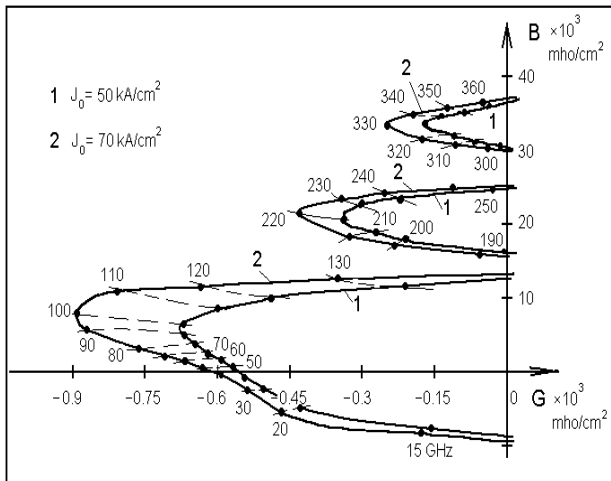 B ×10³
mho/cm²
1 J₀= 50 kA/cm²
2 J₀= 70 kA/cm²
40
30
20
10
340 2 350 360
330 1
320 310 300
230 240 2
220 210 200 1 250
190
110 120 2 130
100 1
90 80 70 60 50
30
20
15 GHz
−0.9 −0.75 −0.6 −0.45 −0.3 −0.15 0
G ×10³
mho/cm²